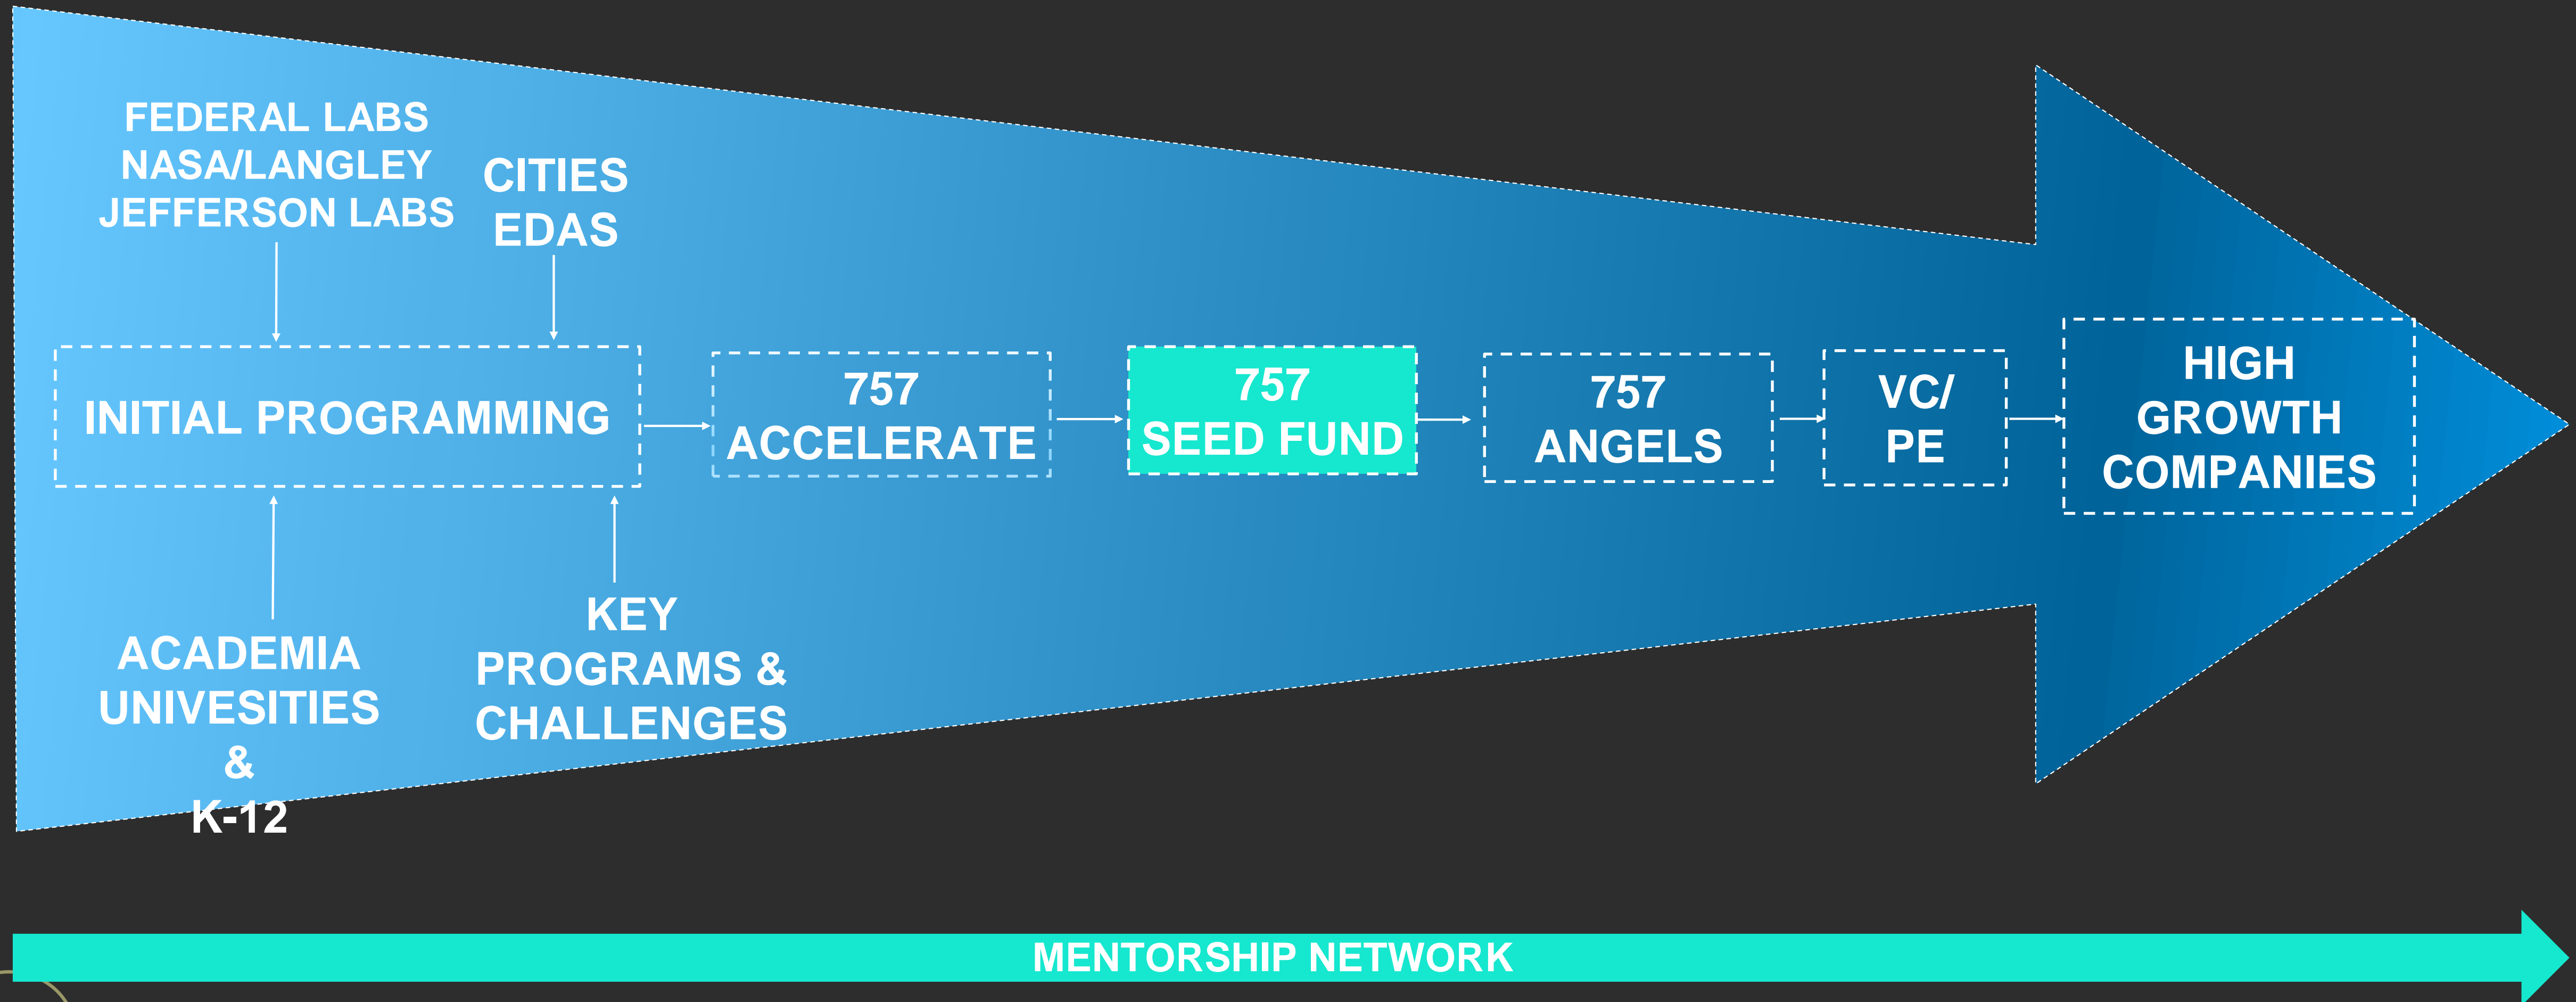 FEDERAL LABS
NASA/LANGLEY
JEFFERSON LABS
CITIES
EDAS
INITIAL PROGRAMMING
757
ACCELERATE
757
SEED FUND
757
ANGELS
VC/
PE
HIGH
GROWTH
COMPANIES
ACADEMIA
UNIVESITIES
&
K-12
KEY
PROGRAMS &
CHALLENGES
MENTORSHIP NETWORK